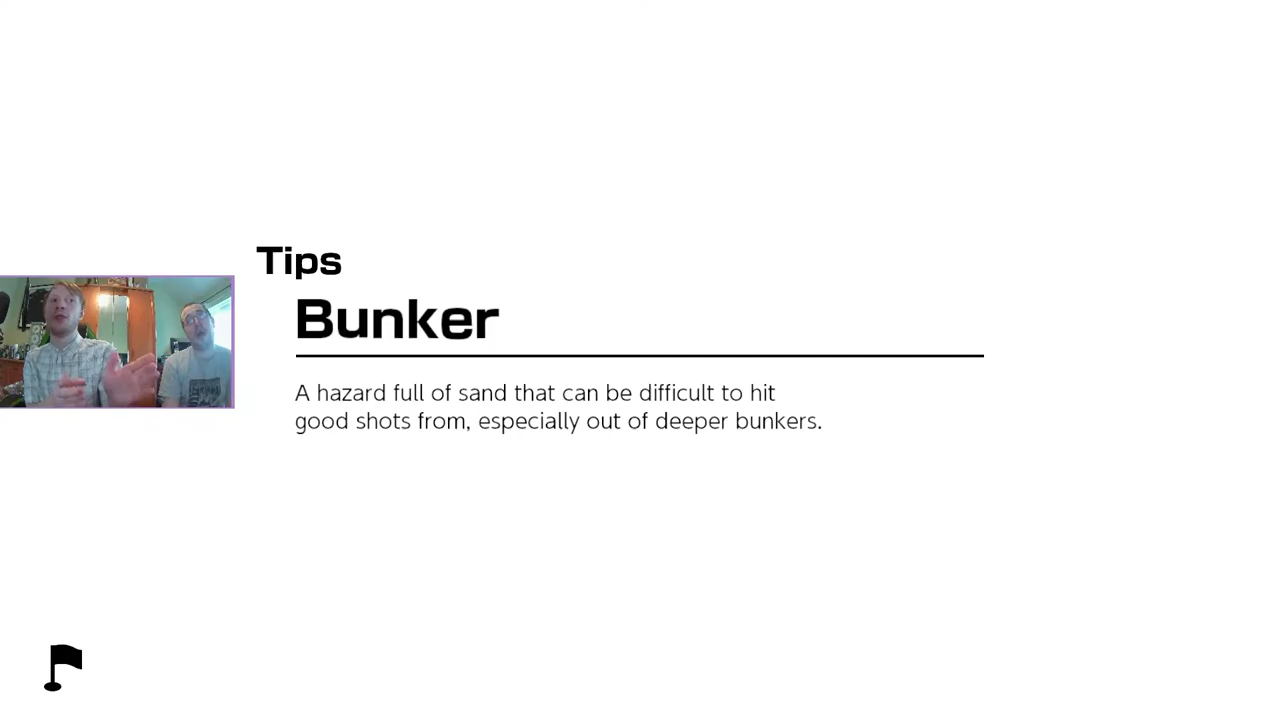 Tips
Bunker
A hazard full of sand that can be difficult to hit
good shots from, especially out of deeper bunkers.